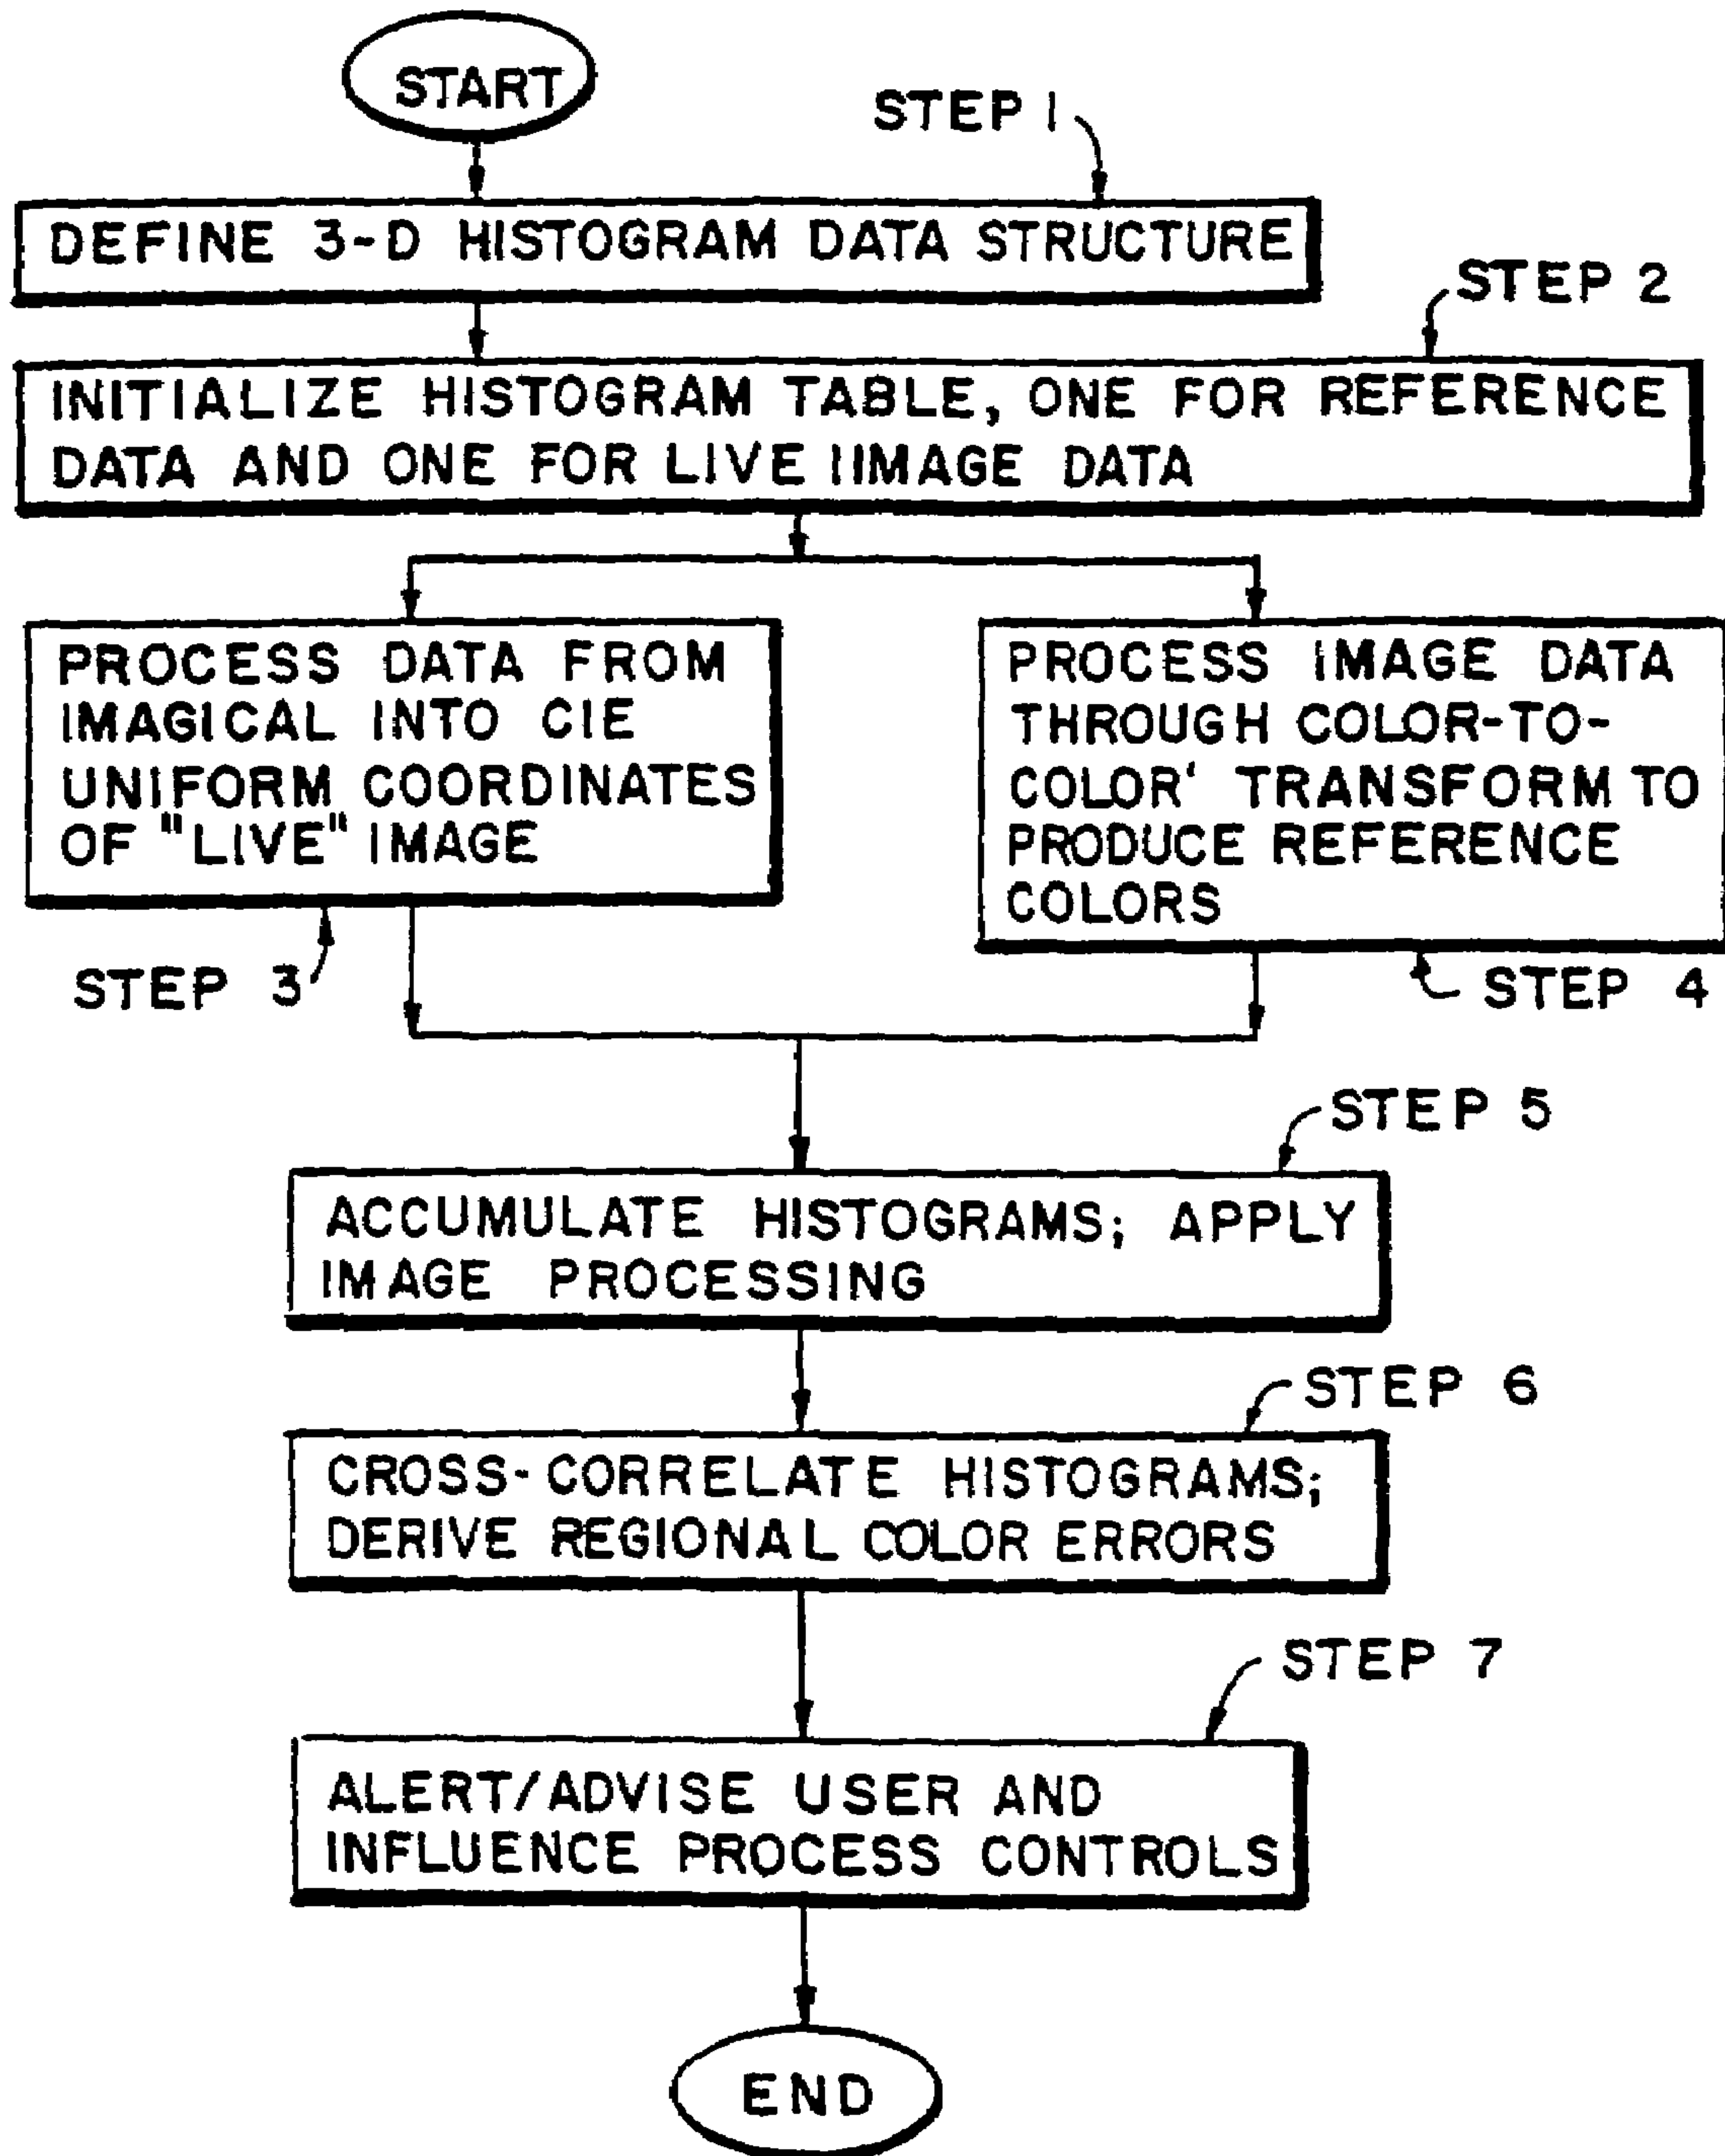 START
STEP 1
DEFINE 3-D HISTOGRAM DATA STRUCTURE
STEP 2
INITIALIZE HISTOGRAM TABLE, ONE FOR REFERENCE
DATA AND ONE FOR LIVE IIMAGE DATA
PROCESS DATA FROM
IMAGICAL INTO CIE
UNIFORM COORDINATES
OF "LIVE" IMAGE
STEP 3
PROCESS IMAGE DATA
THROUGH COLOR-TO-
COLOR' TRANSFORM TO
PRODUCE REFERENCE
COLORS
STEP 4
STEP 5
ACCUMULATE HISTOGRAMS; APPLY
IMAGE PROCESSING
STEP 6
CROSS-CORRELATE HISTOGRAMS;
DERIVE REGIONAL COLOR ERRORS
STEP 7
ALERT/ADVISE USER AND
INFLUENCE PROCESS CONTROLS
END